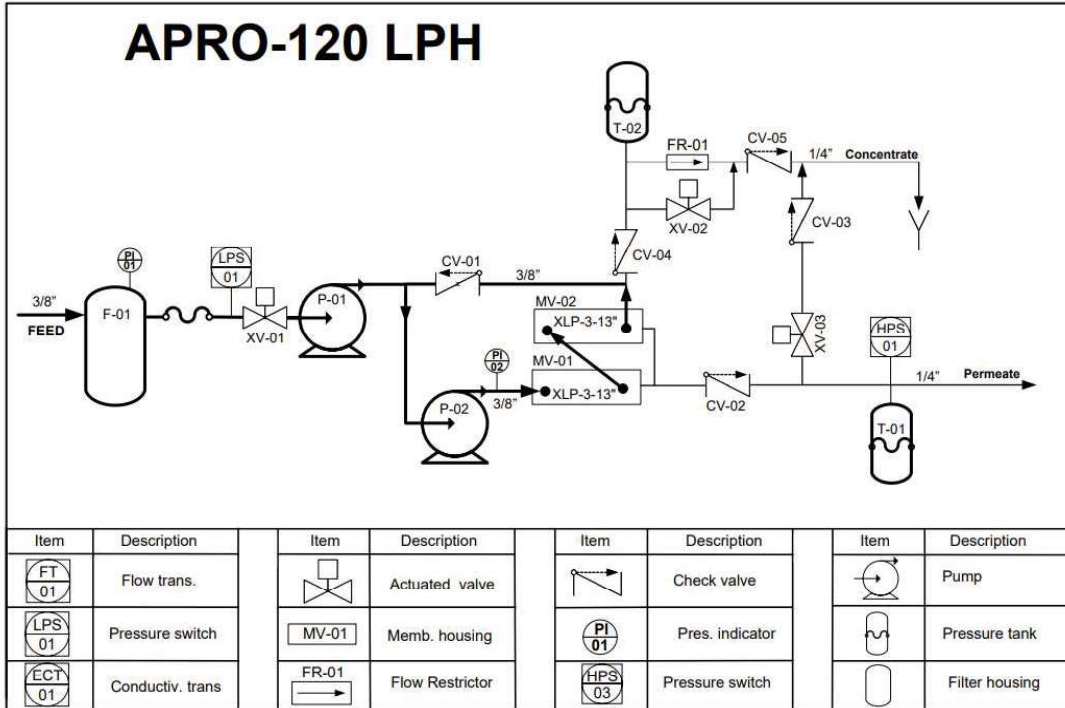 APRO-120 LPH
T-02
FR-01
CV-05
1/4" Concentrate
XV-02
CV-03
CV-04
PI
01
LPS
01
CV-01
3/8"
3/8"
FEED
F-01
XV-01
P-01
MV-02
XLP-3-13"
XV-03
HPS
01
PI
02
MV-01
XLP-3-13"
3/8"
P-02
CV-02
1/4" Permeate
T-01
Item Description Item Description Item Description Item Description
FT
01
Flow trans.
Actuated valve
Check valve
Pump
LPS
01
Pressure switch
MV-01
Memb. housing
PI
01
Pres. indicator
Pressure tank
ECT
01
Conductiv. trans
FR-01
Flow Restrictor
HPS
03
Pressure switch
Filter housing